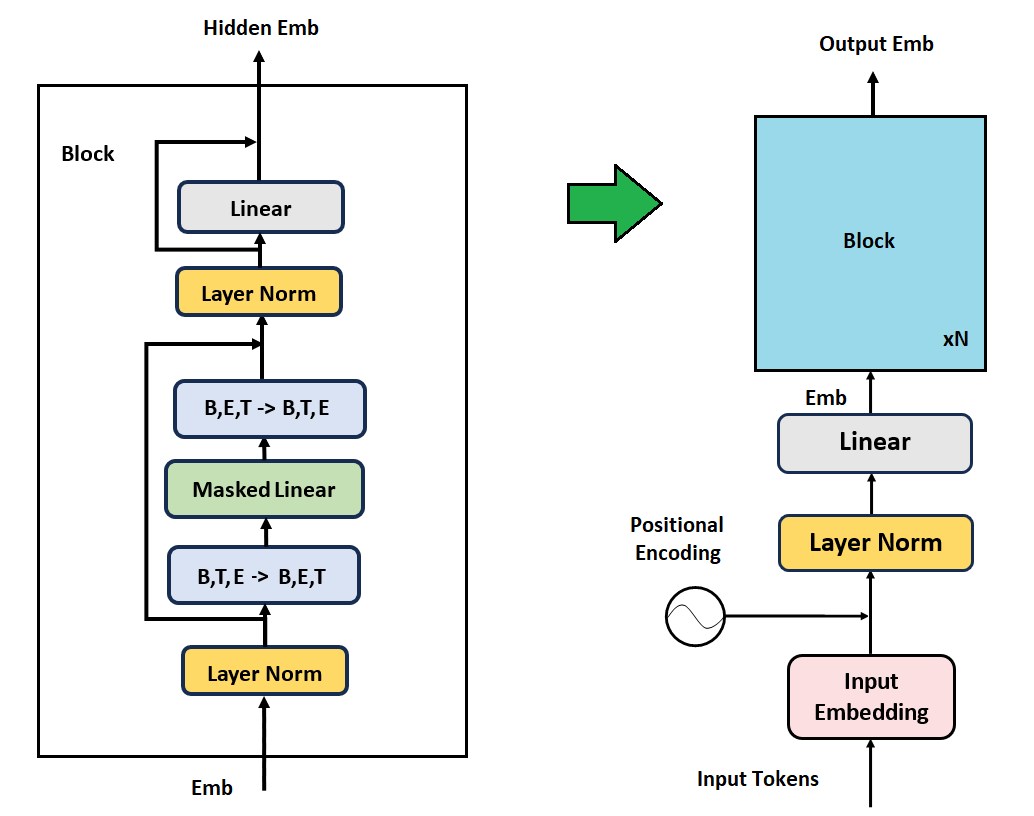 Hidden Emb
Block
Linear
Layer Norm
B,E,T -> B,T,E
Masked Linear
B,T,E -> B,E,T
Layer Norm
Emb
Output Emb
Block
xN
Emb
Linear
Layer Norm
Positional
Encoding
Input
Embedding
Input Tokens